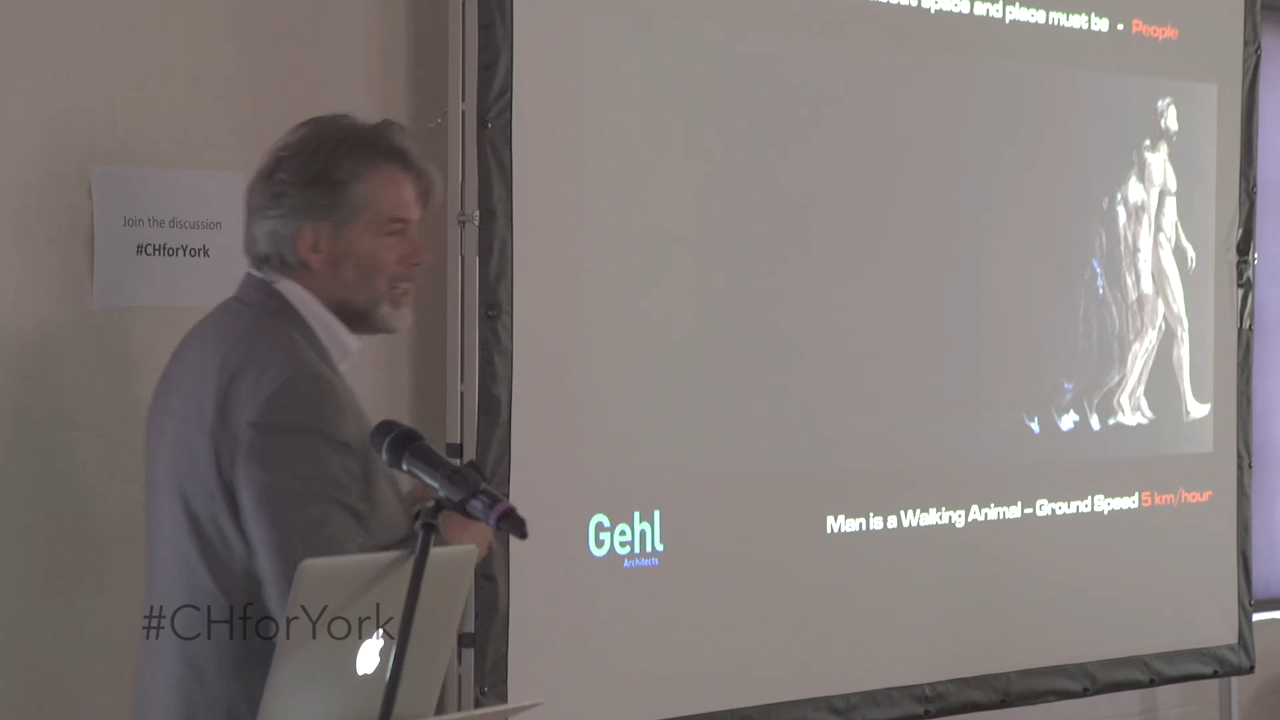 space and place must be - People
Join the discussion
#CHforYork
Man is a Walking Animal – Ground Speed 5 km/hour
Gehl
Architects
#CHforYork